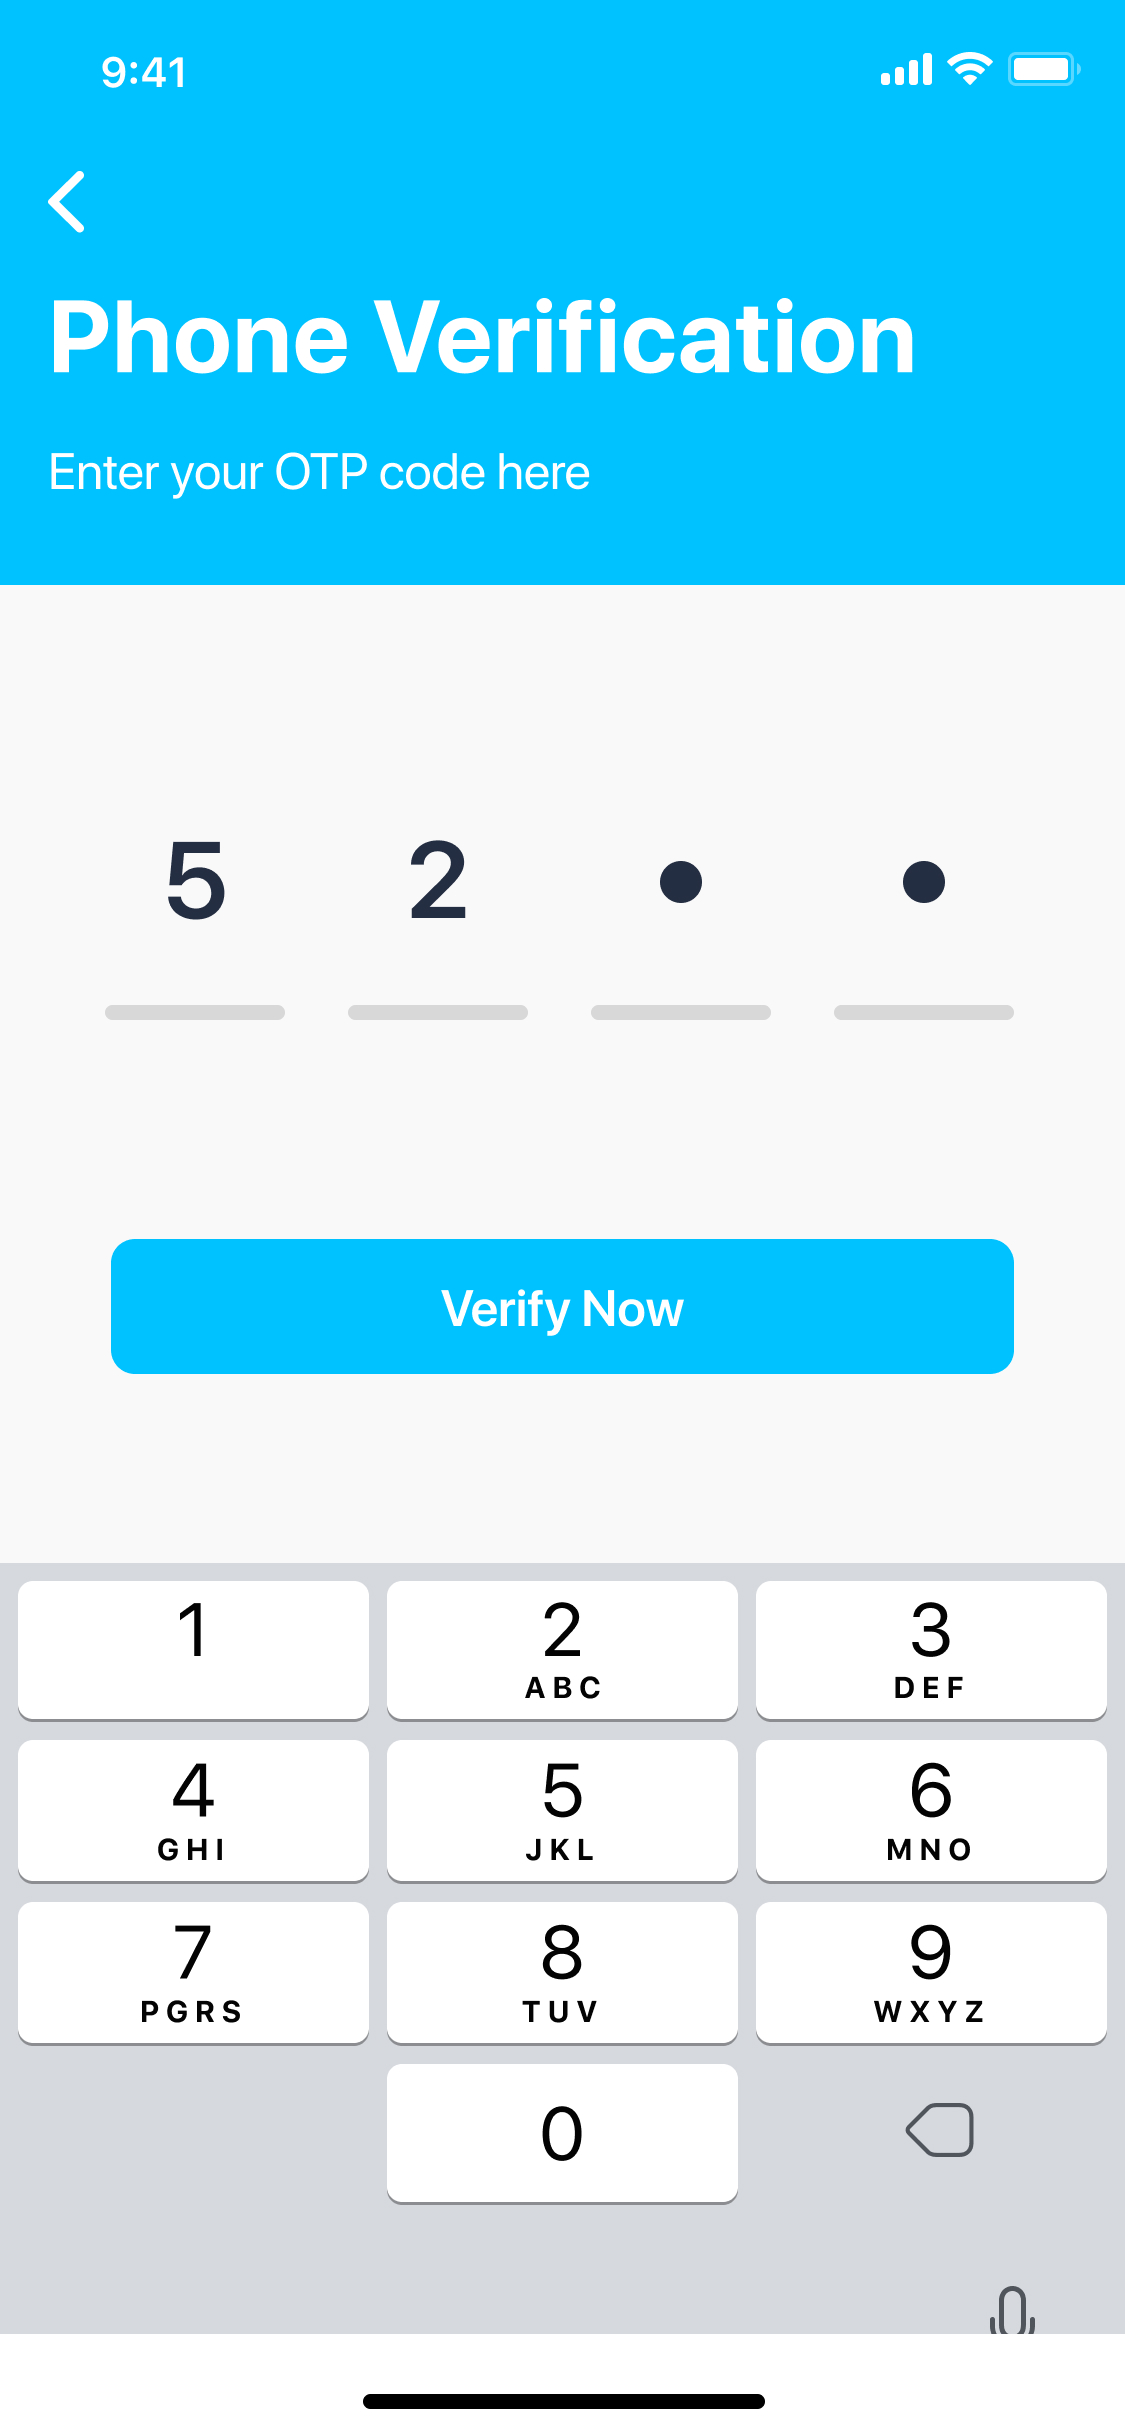 9:41
Phone Verification
Enter your OTP code here
5 2 • •
Verify Now
1 2 3
ABC DEF
4 5 6
GHI JKL MNO
7 8 9
PGRS TUV WXYZ
0